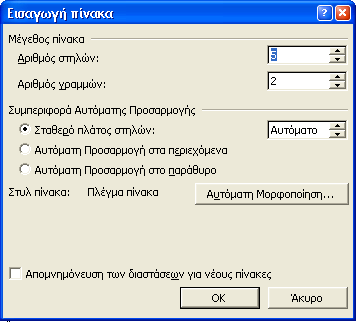 Εισαγωγή πίνακα
Μέγεθος πίνακα
Αριθμός στηλών: 5
Αριθμός γραμμών: 2
Συμπεριφορά Αυτόματης Προσαρμογής
Σταθερό πλάτος στηλών: Αυτόματο
Αυτόματη Προσαρμογή στα περιεχόμενα
Αυτόματη Προσαρμογή στο παράθυρο
Στυλ πίνακα: Πλέγμα πίνακα Αυτόματη Μορφοποίηση...
Απομνημόνευση των διαστάσεων για νέους πίνακες
OK Άκυρο